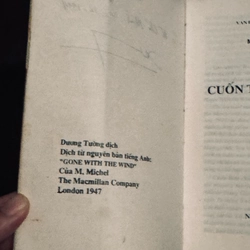 Dương Tường dịch
Dịch từ nguyên bản tiếng Anh:
"GONE WITH THE WIND"
Của M. Michel
The Macmillan Company
London 1947
CUỐN